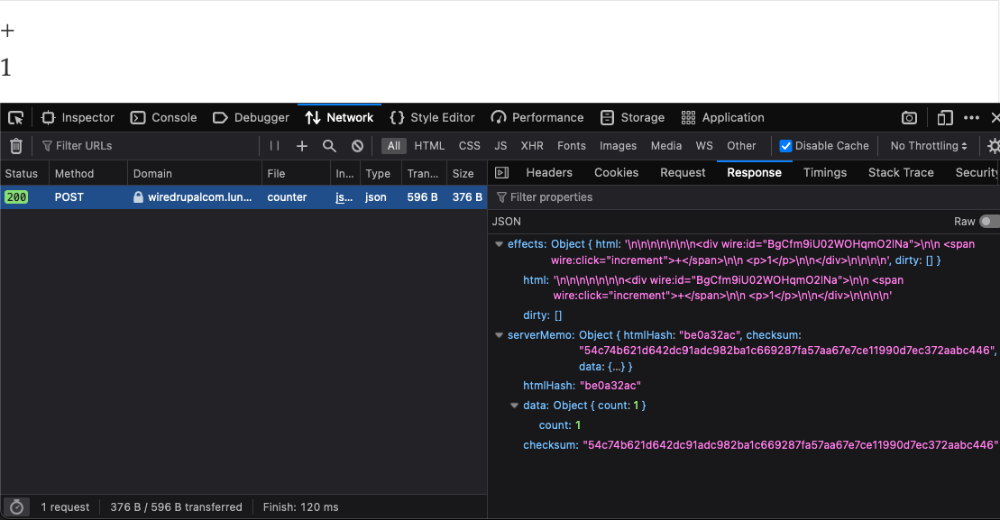 +
1
Inspector Console Debugger Network Style Editor Performance Storage Application
Filter URLs All HTML CSS JS XHR Fonts Images Media WS Other Disable Cache No Throttling
Status Method Domain File In... Type Tran... Size
Headers Cookies Request Response Timings Stack Trace Security
200 POST wiredrupalcom.lun... counter js... json 596 B 376 B
Filter properties
JSON Raw
effects: Object { html: '\n\n\n\n\n\n\n<div wire:id="BgCfm9iU02WOHqmO2lNa">\n\n <span
wire:click="increment">+</span>\n\n <p>1</p>\n\n</div>\n\n\n\n', dirty: [] }
html: '\n\n\n\n\n\n\n<div wire:id="BgCfm9iU02WOHqmO2lNa">\n\n <span
wire:click="increment">+</span>\n\n <p>1</p>\n\n</div>\n\n\n\n'
dirty: []
serverMemo: Object { htmlHash: "be0a32ac", checksum:
"54c74b621d642dc91adc982ba1c669287fa57aa67e7ce11990d7ec372aabc446",
data: {…} }
htmlHash: "be0a32ac"
data: Object { count: 1 }
count: 1
checksum: "54c74b621d642dc91adc982ba1c669287fa57aa67e7ce11990d7ec372aabc446"
1 request 376 B / 596 B transferred Finish: 120 ms